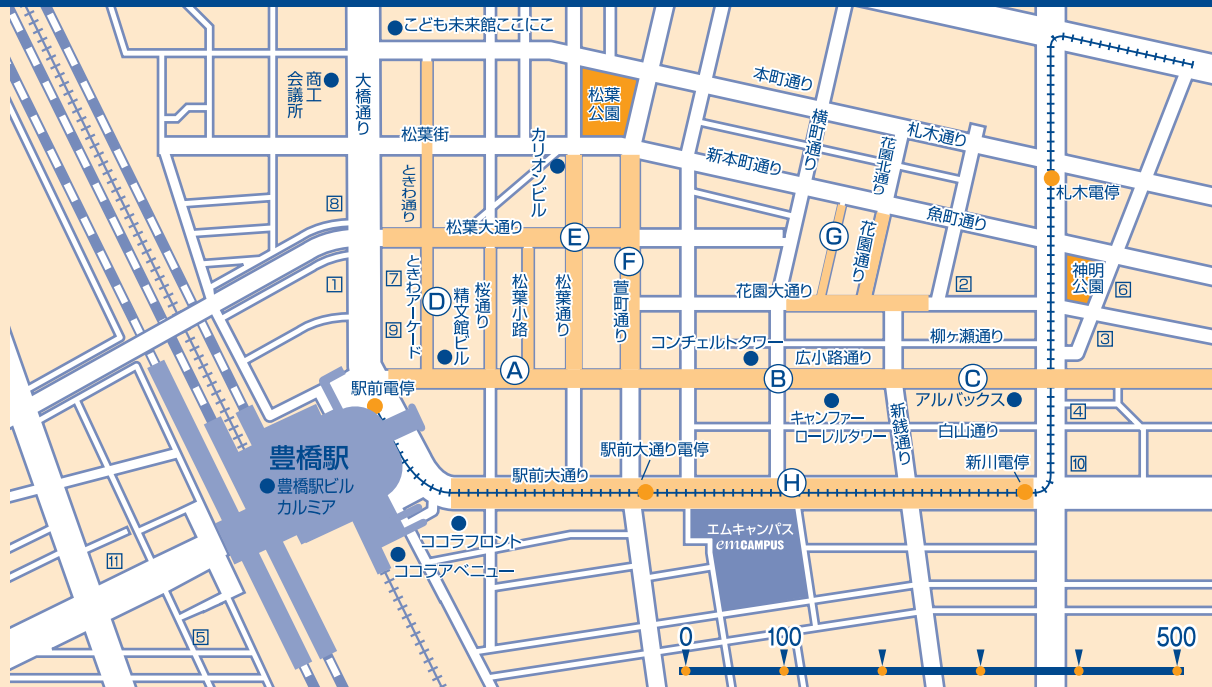 こども未来館ここにこ
商工
会議所
大橋通り
松葉
公園
本町通り
横町通り
札木通り
花園北通り
松葉街
カリオンビル
新本町通り
ときわ通り
札木電停
8
松葉大通り
E
G
花園通り
魚町通り
F
神明
公園
7
1
ときわアーケード
D
精文館ビル
桜通り
松葉小路
松葉通り
萱町通り
花園大通り
2
6
9
コンチェルトタワー
広小路通り
柳ヶ瀬通り
3
A
B
C
駅前電停
キャンファー
ローレルタワー
新銭通り
アルバックス
4
白山通り
豊橋駅
豊橋駅ビル
カルミア
駅前大通り
駅前大通り電停
H
新川電停
10
ココラフロント
ココラアベニュー
エムキャンパス
emCAMPUS
11
5
0
100
500